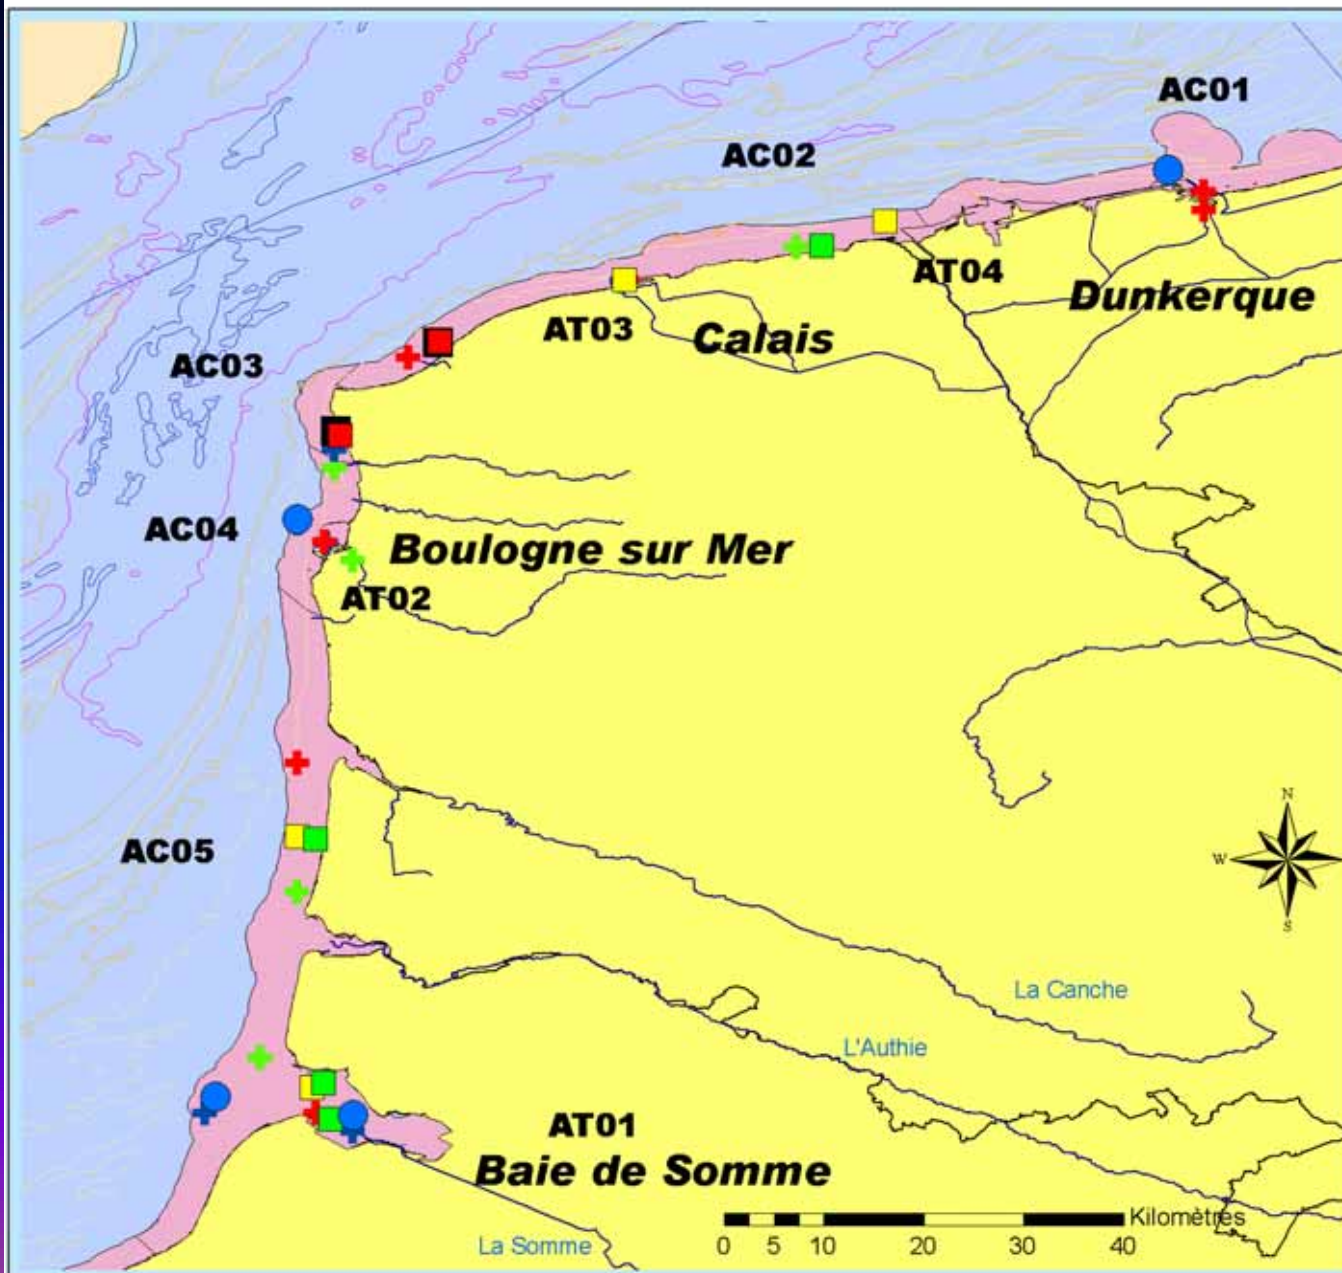 AC01
AC02
AT04
Dunkerque
AT03
Calais
AC03
AC04
Boulogne sur Mer
AT02
N
AC05
W
S
La Canche
L'Authie
AT01
Baie de Somme
Kilomètres
La Somme
0 5 10 20 30 40